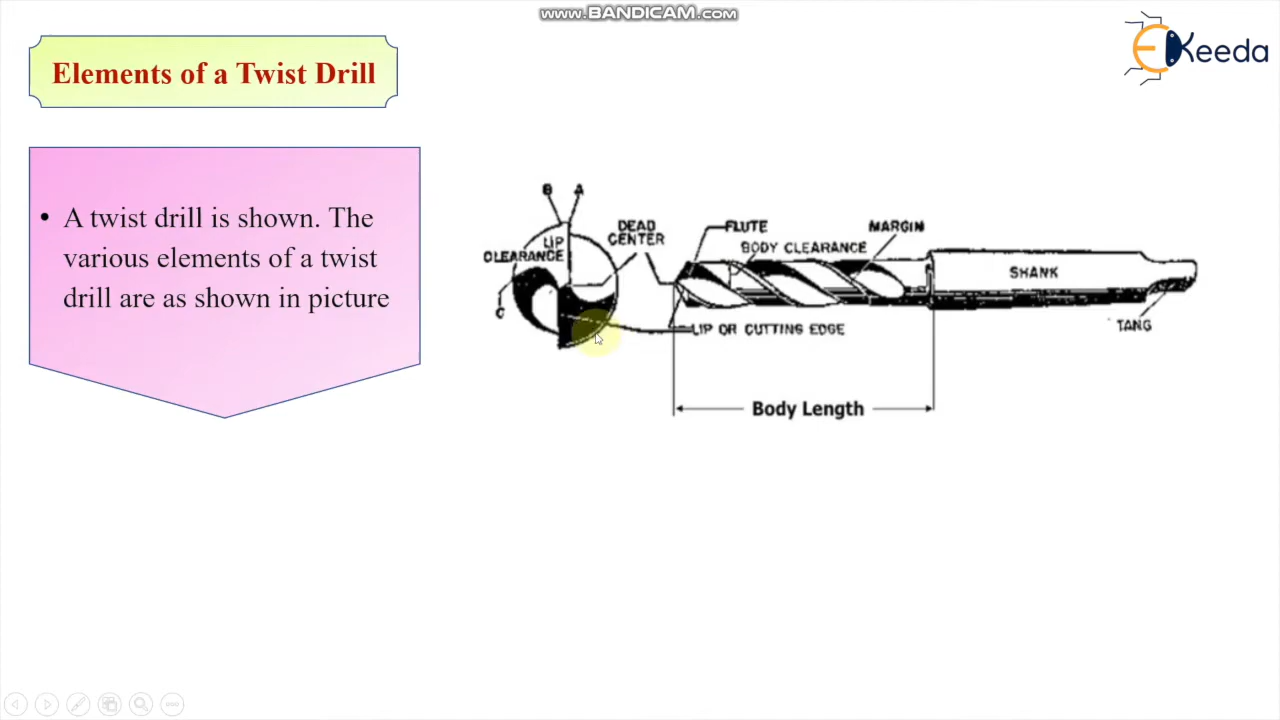 www.BANDICAM.com
Elements of a Twist Drill
EKeeda
• A twist drill is shown. The
various elements of a twist
drill are as shown in picture
B A
LIP
CLEARANCE
C
DEAD
CENTER
FLUTE
BODY CLEARANCE
MARGIN
SHANK
TANG
LIP OR CUTTING EDGE
Body Length